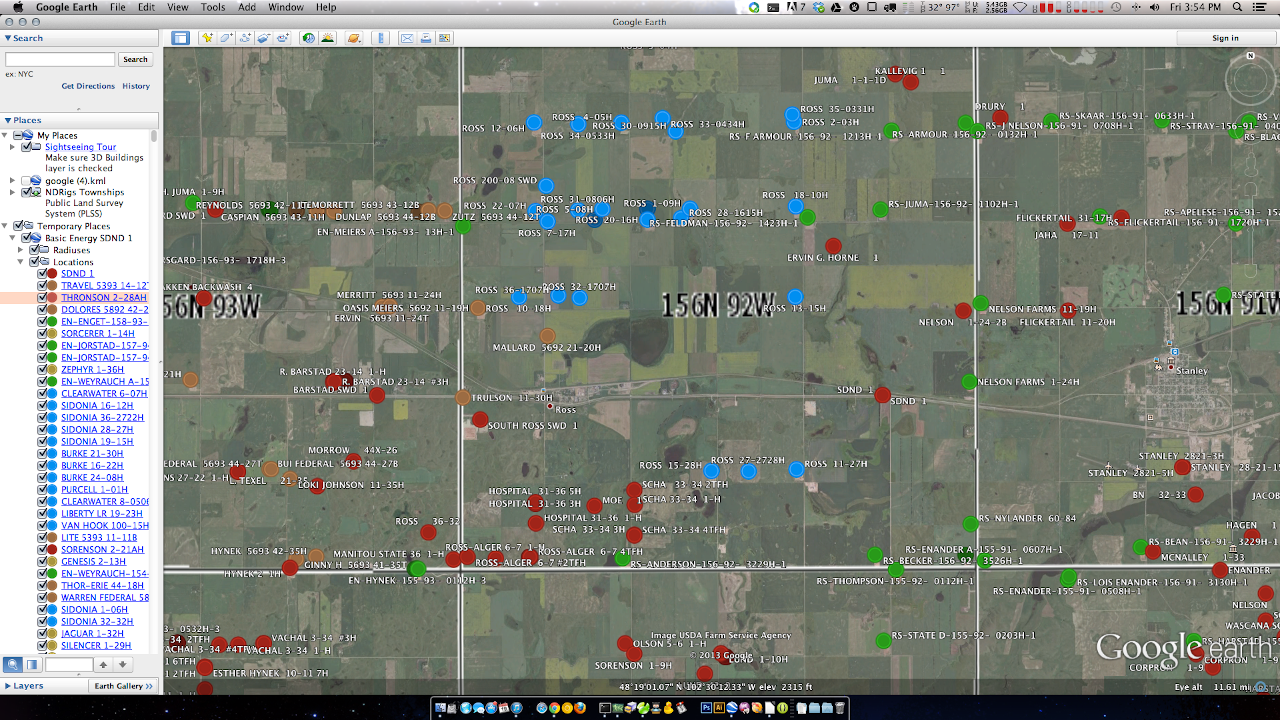 Google Earth File Edit View Tools Add Window Help
7 32° 97° 5.43GB 2.56GB Fri 3:54 PM
Google Earth
Sign in
Search
Search
ex: NYC
Get Directions History
Places
My Places
Sightseeing Tour
Make sure 3D Buildings
layer is checked
google (4).kml
NDRigs Townships
Public Land Survey
System (PLSS)
Temporary Places
Basic Energy SDND 1
Radiuses
Locations
SDND 1
TRAVEL 5393 14-12T
THRONSON 2-28AH
DOLORES 5892 42-2
EN-ENGET-158-93-
SORCERER 1-14H
EN-JORSTAD-157-94
EN-JORSTAD-157-94
ZEPHYR 1-36H
EN-WEYRAUCH A-15
CLEARWATER 6-07H
SIDONIA 16-12H
SIDONIA 36-2722H
SIDONIA 28-27H
SIDONIA 19-15H
BURKE 21-30H
BURKE 16-22H
BURKE 24-08H
PURCELL 1-01H
CLEARWATER 8-0506
LIBERTY LR 19-23H
VAN HOOK 100-15H
LITE 5393 11-11B
SORENSON 2-21AH
GENESIS 2-13H
EN-WEYRAUCH-154-
THOR-ERIE 44-18H
WARREN FEDERAL 58
SIDONIA 1-06H
SIDONIA 32-32H
JAGUAR 1-32H
SILENCER 1-29H
Layers
Earth Gallery >>
KALLEVIG 1 1
JUMA 1-1-1D
DRURY 1
ROSS 12-06H
ROSS 4-05H
ROSS 34-0533H
ROSS 30-0915H
ROSS 33-0434H
ROSS 35-0331H
ROSS 2-03H
RS-F ARMOUR-156-92- 1213H-1
RS-ARMOUR-156-92- 0132H-1
RS-J NELSON-156-91- 0708H-1
RS-SKAAR-156-91- 0633H-1
RS-STRAY-156-91- 04
RS-BLAC
ROSS 200-08 SWD
H. JUMA 1-9H
RD SWD 1
REYNOLDS 5693 42-11
TEMORRETT 5693 43-12B
CASPIAN 5693 43-11H
DUNLAP 5693 44-12B
ZUTZ 5693 44-12T
EN-MEIERS A-156-93- 13H-1
ROSS 22-07H
ROSS 31-0806H
ROSS 5-08H
ROSS 20-16H
ROSS 7-17H
ROSS 1-09H
ROSS 28-1615H
RS-FELDMAN-156-92- 1423H-1
ROSS 18-10H
RS-JUMA-156-92- 1102H-1
ERVIN G. HORNE 1
FLICKERTAIL 31-17H
RS-FLICKERTAIL-156-91
RS-APELESE-156-91- 15
1720H-1
JAHA 17-11
RSGARD-156-93- 1718H-3
AKKEN BACKWASH 4
156N 93W
156N 92W
156N 91W
MERRITT 5693 11-24H
OASIS MEIERS 5692 11-19H
ERVIN 5693 11-24T
ROSS 36-1707H
ROSS 32-1707H
ROSS 10-18H
ROSS 13-15H
RS-STATE
NELSON FARMS 11-19H
NELSON 1-24-28
FLICKERTAIL 11-20H
MALLARD 5692 21-20H
21H
R. BARSTAD 23-14 1-H
R. BARSTAD 23-14 #3H
BARSTAD SWD 1
TRULSON 11-30H
Ross
SDND 1
SDND 1
NELSON FARMS 1-24H
Stanley
SOUTH ROSS SWD 1
MORROW 44X-26
FEDERAL 5693 44-27T
BUI FEDERAL 5693 44-27B
NS 27-22 1-H
L. TEXEL 21-35
LOKI JOHNSON 11-35H
ROSS 15-28H
ROSS 27-2728H
ROSS 11-27H
STANLEY 2821-3H
STANLEY 2821-5H
STANLEY 28-21-15
BN 32-33
JACOB
HOSPITAL 31-36 5H
HOSPITAL 31-36 3H
HOSPITAL 31-36 1-H
MOE 1
SCHA 33-34 2TFH
SCHA 33-34 1-H
SCHA 33-34 3H
SCHA 33-34 4TFH
ROSS 36-32
RS-NYLANDER 60-84
HAGEN 1
HYNEK 5693 42-35H
MANITOU STATE 36 1-H
GINNY H 5693 41-35T
HYNEK 2-1H
EN-HYNEK-155-93- 0112H-3
ROSS-ALGER 6-7 1-H
ROSS-ALGER 6-7 4TFH
ROSS-ALGER 6-7 #2TFH
RS-ANDERSON-156-92- 3229H-1
RS-ENANDER A-155-91- 0607H-1
RS-BECKER-156-92- 3526H-1
RS-THOMPSON-155-92- 0112H-1
RS-BEAN-156-91- 3229H
MCNALLEY 1-33
ENANDER
RS-LOIS ENANDER-156-91- 3130H-1
RS-ENANDER-155-91- 0508H-1
NELSON
WASCANA SO
- 0532H-3
3-34 2TFH
VACHAL 3-34 #3H
VACHAL 3-34 1-H
1 6TFH
ESTHER HYNEK 10-11 7H
OLSON 5-6 1-H
SORENSON 1-9H
LUND 1-10H
RS-STATE D-155-92- 0203H-1
Image USDA Farm Service Agency
© 2013 Google
Google earth
CORPRON 1-9
48°19'01.07" N 102°30'12.33" W elev 2315 ft
Eye alt 11.61 mi